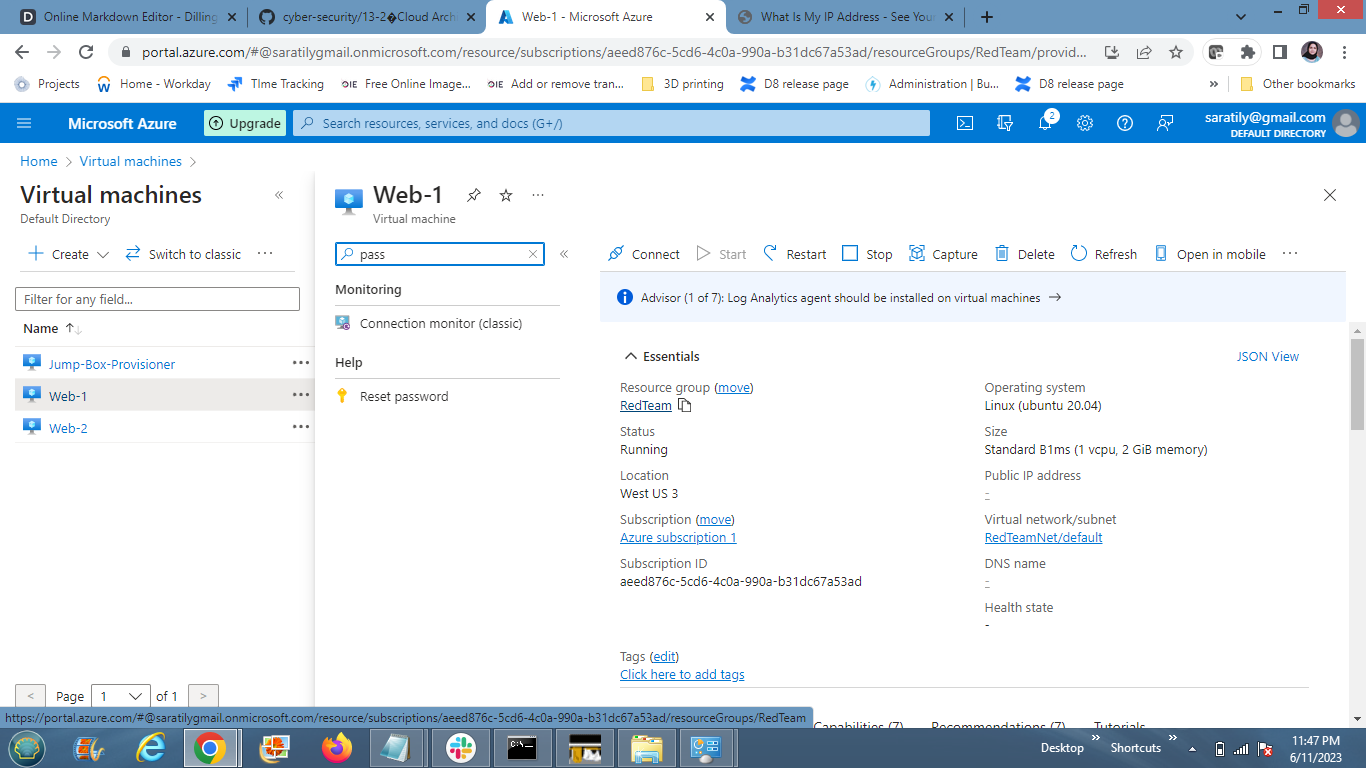 Online Markdown Editor - Dilling
cyber-security/13-2�Cloud Arch
Web-1 - Microsoft Azure
What Is My IP Address - See You
portal.azure.com/#@saratilygmail.onmicrosoft.com/resource/subscriptions/aeed876c-5cd6-4c0a-990a-b31dc67a53ad/resourceGroups/RedTeam/provid...
Projects
Home - Workday
TIme Tracking
OIE Free Online Image...
OIE Add or remove tran...
3D printing
D8 release page
Administration | Bu...
D8 release page
»
Other bookmarks
Microsoft Azure
Upgrade
Search resources, services, and docs (G+/)
2
saratily@gmail.com
DEFAULT DIRECTORY
Home > Virtual machines >
Virtual machines
«
Default Directory
Create
Switch to classic
...
Filter for any field...
Name
Jump-Box-Provisioner
...
Web-1
...
Web-2
...
< Page 1 of 1 >
Web-1
...
Virtual machine
pass
«
Monitoring
Connection monitor (classic)
Help
Reset password
Connect
Start
Restart
Stop
Capture
Delete
Refresh
Open in mobile
...
Advisor (1 of 7): Log Analytics agent should be installed on virtual machines →
Essentials
JSON View
Resource group (move)
RedTeam
Status
Running
Location
West US 3
Subscription (move)
Azure subscription 1
Subscription ID
aeed876c-5cd6-4c0a-990a-b31dc67a53ad
Operating system
Linux (ubuntu 20.04)
Size
Standard B1ms (1 vcpu, 2 GiB memory)
Public IP address
-
Virtual network/subnet
RedTeamNet/default
DNS name
-
Health state
-
Tags (edit)
Click here to add tags
Capabilities (7)
Recommendations (7)
Tutorials
https://portal.azure.com/#@saratilygmail.onmicrosoft.com/resource/subscriptions/aeed876c-5cd6-4c0a-990a-b31dc67a53ad/resourceGroups/RedTeam
C:\.
Desktop
»
Shortcuts
»
11:47 PM
6/11/2023